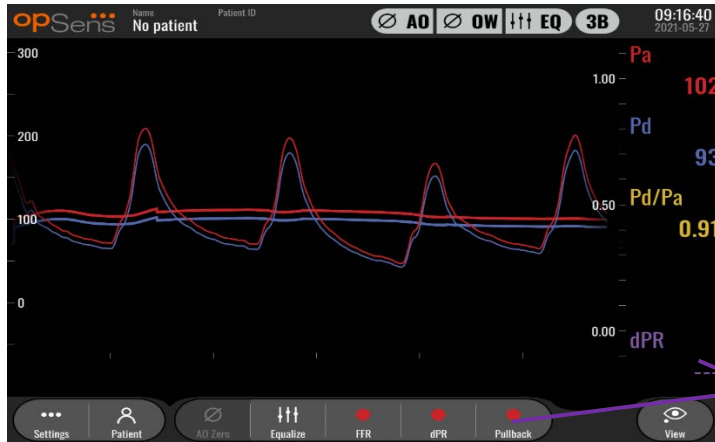 opSens
Name
Patient ID
No patient
AO
OW
EQ
3B
09:16:40
2021-05-27
300
200
100
0
1.00
0.50
0.00
Pa
102
Pd
93
Pd/Pa
0.91
dPR
Settings
Patient
AO Zero
Equalize
FFR
dPR
Pullback
View